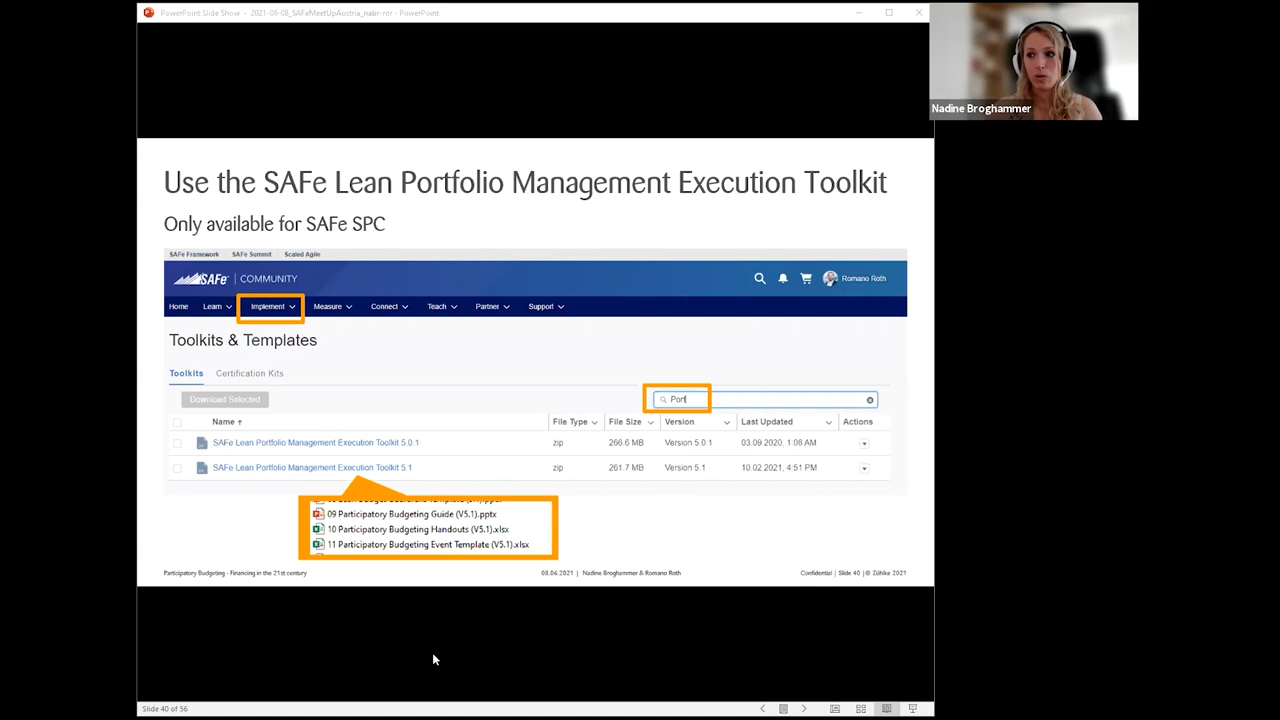 PowerPoint Slide Show - 2021-06-08_SAFeMeetUpAustria_nabr-ror - PowerPoint
Nadine Broghammer
Use the SAFe Lean Portfolio Management Execution Toolkit
Only available for SAFe SPC
SAFe Framework SAFe Summit Scaled Agile
SAFe COMMUNITY Romano Roth
Home Learn Implement Measure Connect Teach Partner Support
Toolkits & Templates
Toolkits Certification Kits
Download Selected Port
Name File Type File Size Version Last Updated Actions
SAFe Lean Portfolio Management Execution Toolkit 5.0.1 zip 266.6 MB Version 5.0.1 03.09.2020, 1:08 AM
SAFe Lean Portfolio Management Execution Toolkit 5.1 zip 261.7 MB Version 5.1 10.02.2021, 4:51 PM
09 Participatory Budgeting Guide (V5.1).pptx
10 Participatory Budgeting Handouts (V5.1).xlsx
11 Participatory Budgeting Event Template (V5.1).xlsx
Participatory Budgeting - Financing in the 21st century 08.06.2021 | Nadine Broghammer & Romano Roth Confidential | Slide 40 | © Zühlke 2021
Slide 40 of 56